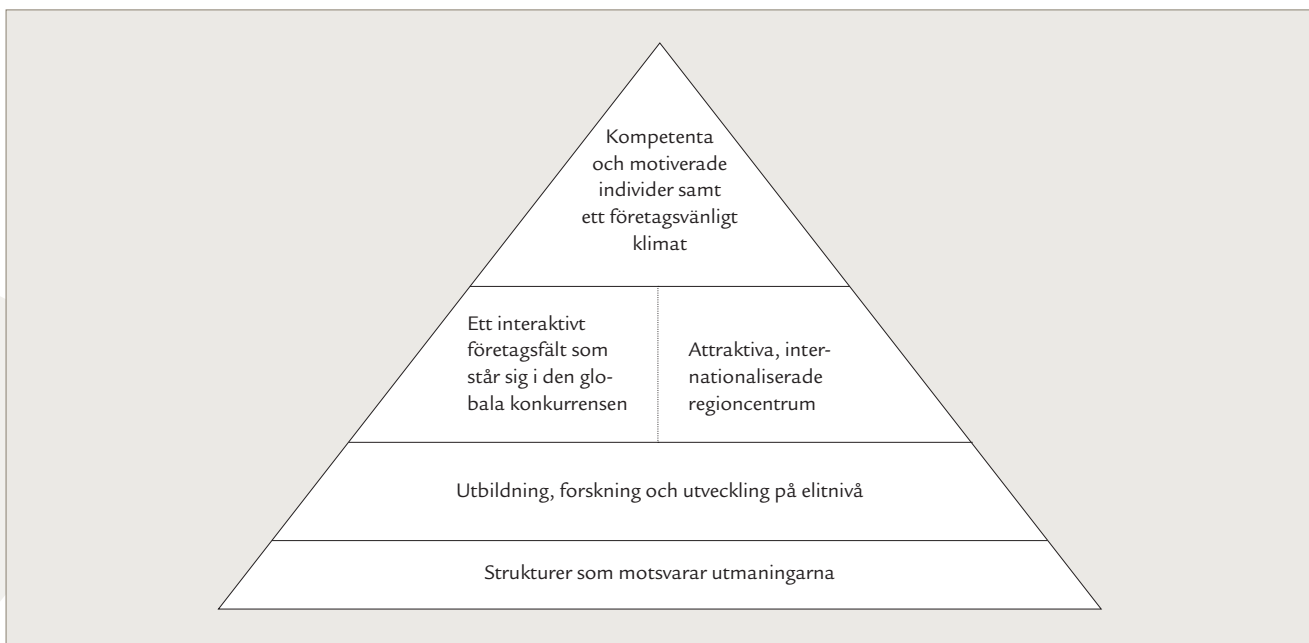 Kompetenta
och motiverade
individer samt
ett företagsvänligt
klimat
Ett interaktivt
företagsfält som
står sig i den glo-
bala konkurrensen
Attraktiva, inter-
nationaliserade
regioncentrum
Utbildning, forskning och utveckling på elitnivå
Strukturer som motsvarar utmaningarna